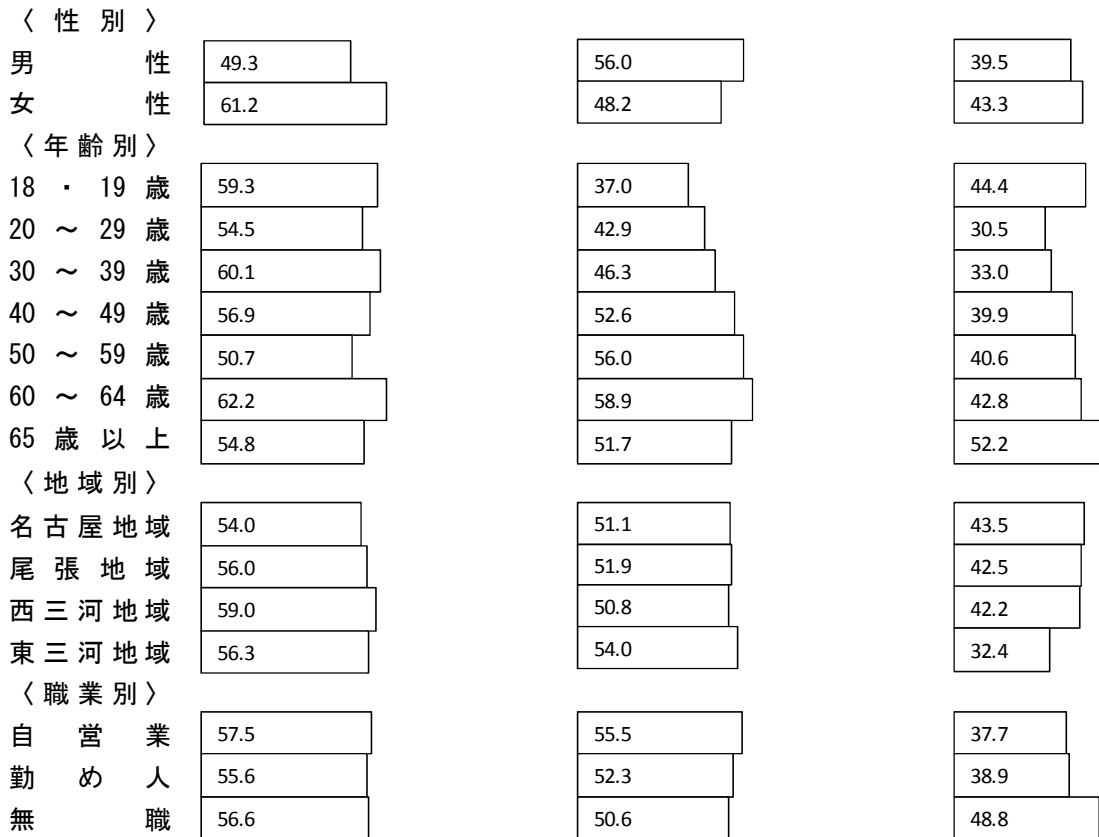 〈性別〉
男性 49.3 56.0 39.5
女性 61.2 48.2 43.3
〈年齢別〉
18・19歳 59.3 37.0 44.4
20～29歳 54.5 42.9 30.5
30～39歳 60.1 46.3 33.0
40～49歳 56.9 52.6 39.9
50～59歳 50.7 56.0 40.6
60～64歳 62.2 58.9 42.8
65歳以上 54.8 51.7 52.2
〈地域別〉
名古屋地域 54.0 51.1 43.5
尾張地域 56.0 51.9 42.5
西三河地域 59.0 50.8 42.2
東三河地域 56.3 54.0 32.4
〈職業別〉
自営業 57.5 55.5 37.7
勤め人 55.6 52.3 38.9
無職 56.6 50.6 48.8